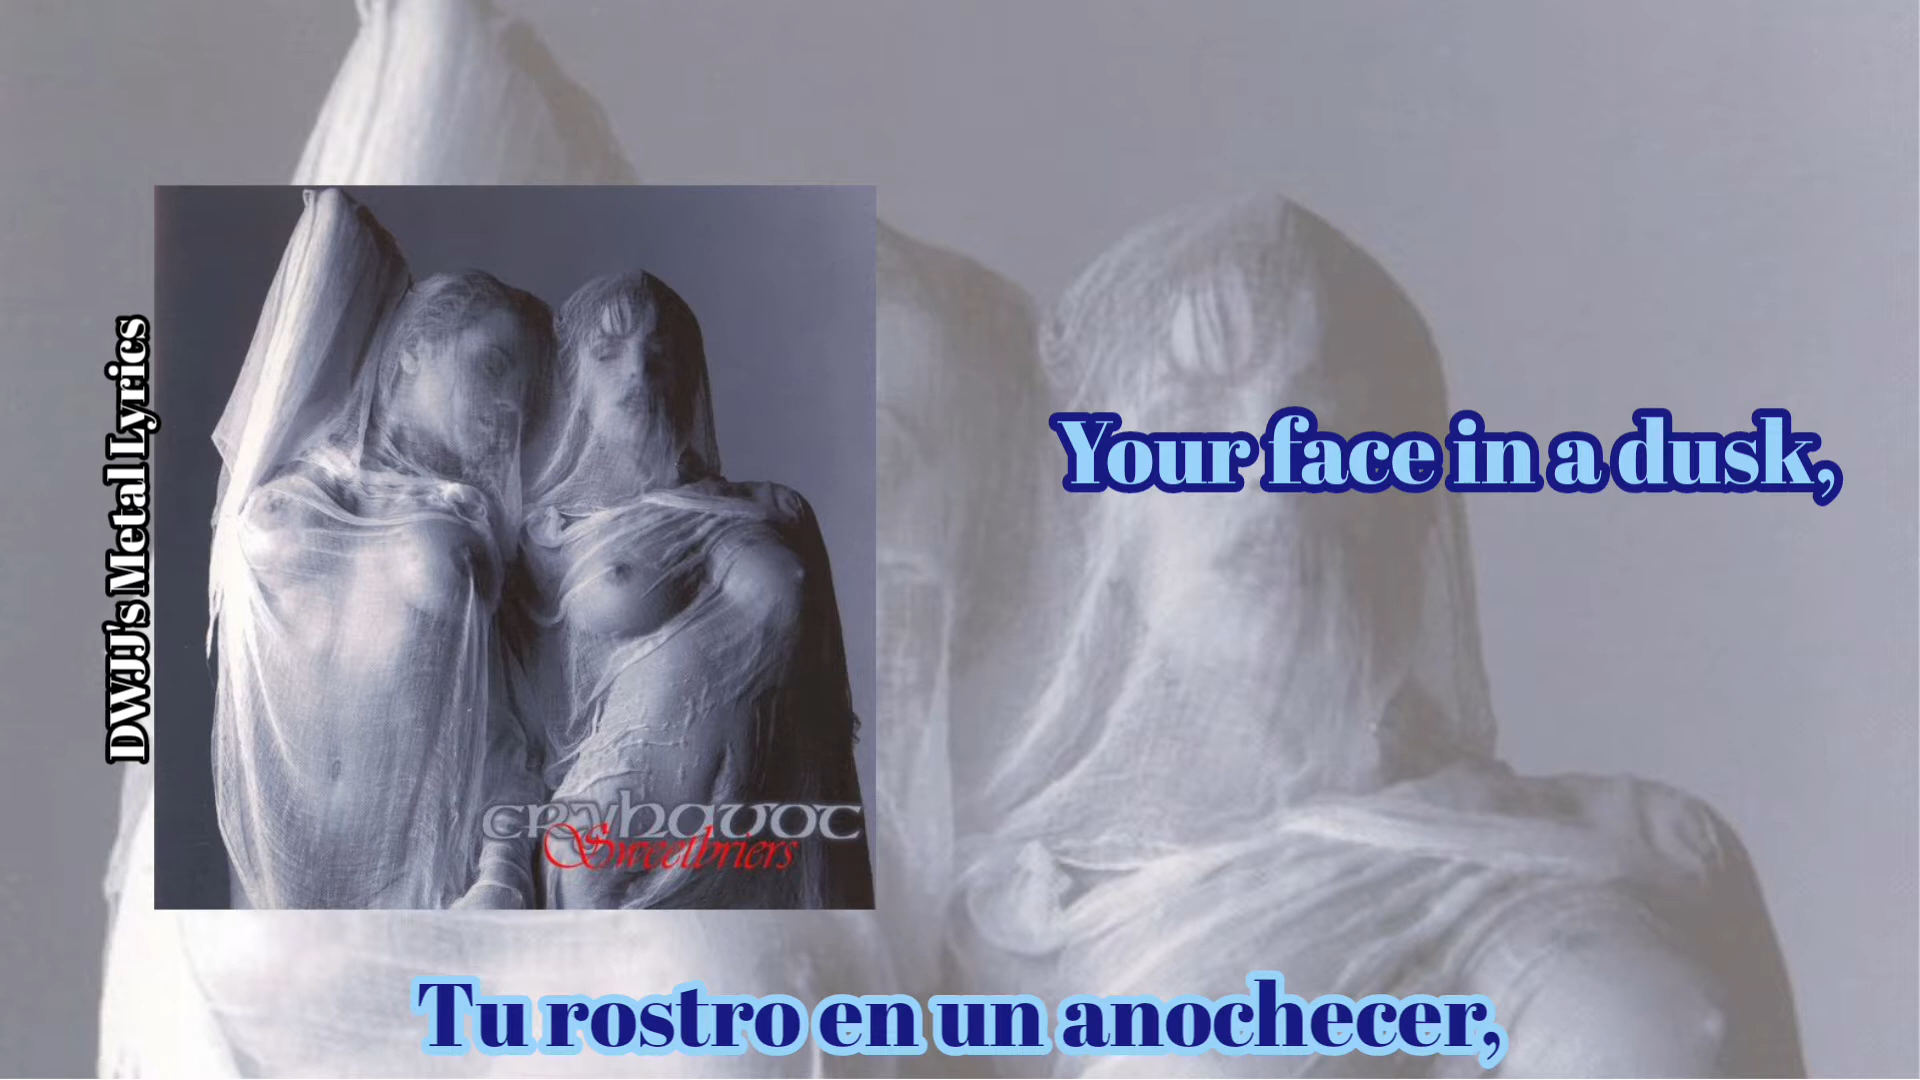 DWJJ's Metal Lyrics
CRYHAVOC
Sweetbriers
Your face in a dusk,
Tu rostro en un anochecer,